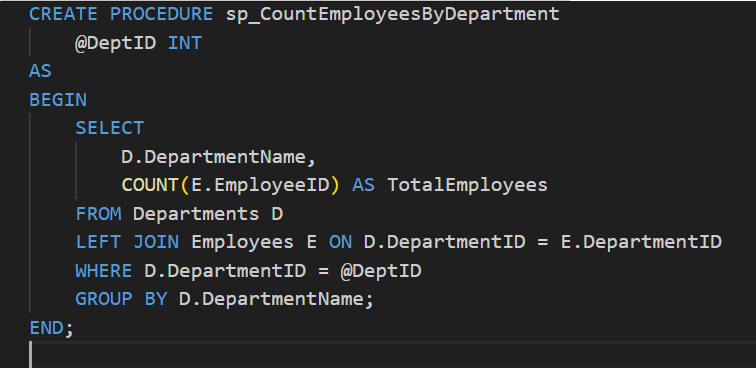 CREATE PROCEDURE sp_CountEmployeesByDepartment
    @DeptID INT
AS
BEGIN
    SELECT
        D.DepartmentName,
        COUNT(E.EmployeeID) AS TotalEmployees
    FROM Departments D
    LEFT JOIN Employees E ON D.DepartmentID = E.DepartmentID
    WHERE D.DepartmentID = @DeptID
    GROUP BY D.DepartmentName;
END;